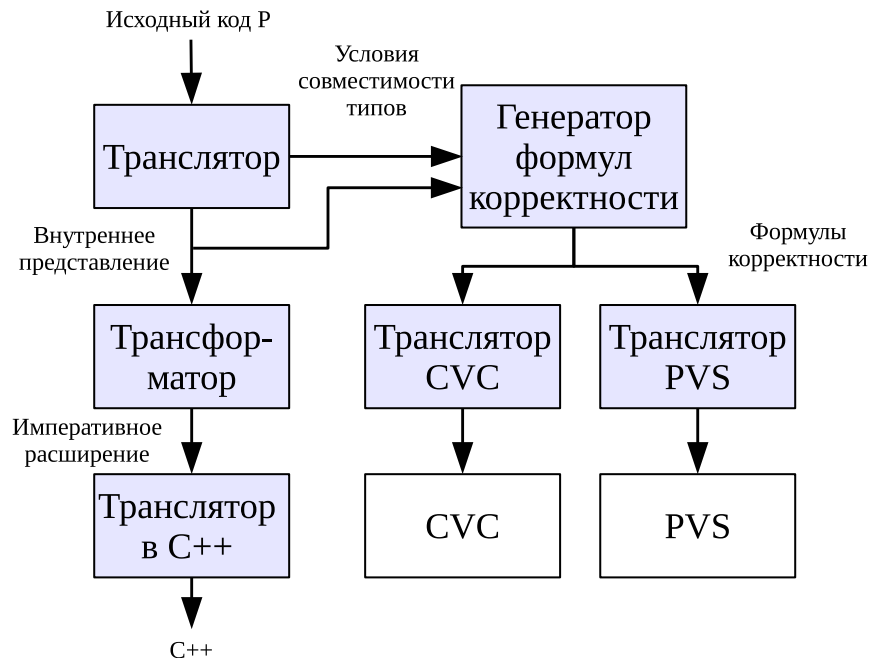 Исходный код P
Условия
совместимости
типов
Транслятор
Генератор
формул
корректности
Внутреннее
представление
Формулы
корректности
Трансфор-
матор
Транслятор
CVC
Транслятор
PVS
Императивное
расширение
Транслятор
в C++
CVC
PVS
C++